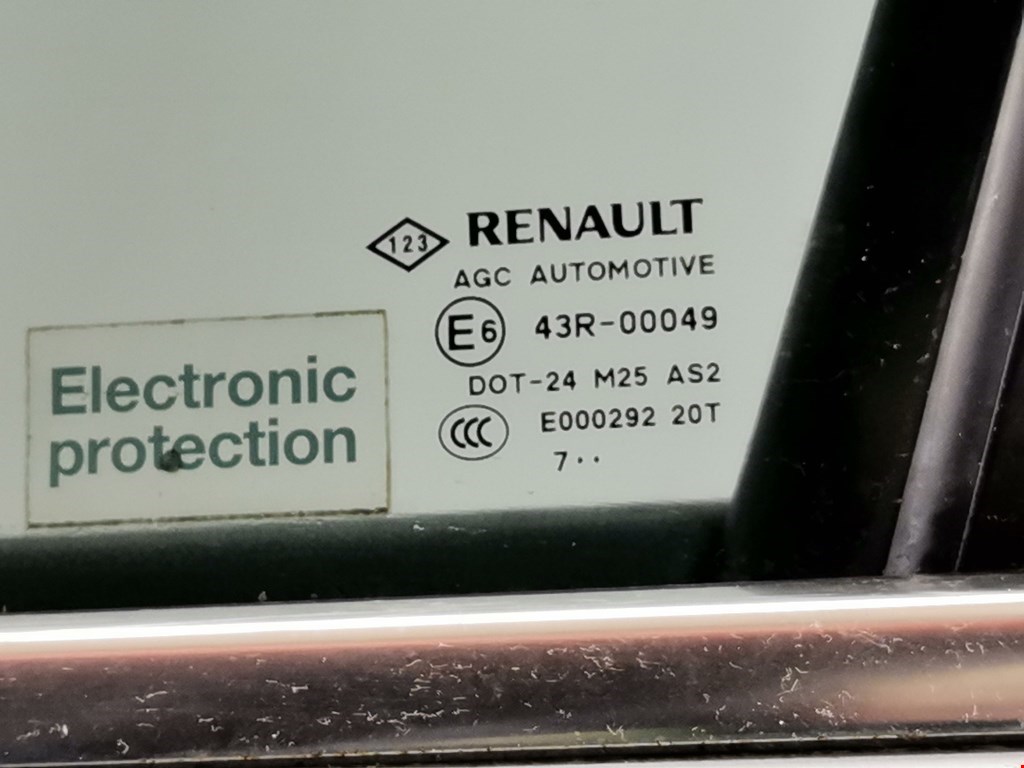 123 RENAULT
AGC AUTOMOTIVE
E6 43R-00049
DOT-24 M25 AS2
CCC E000292 20T
7··
Electronic
protection